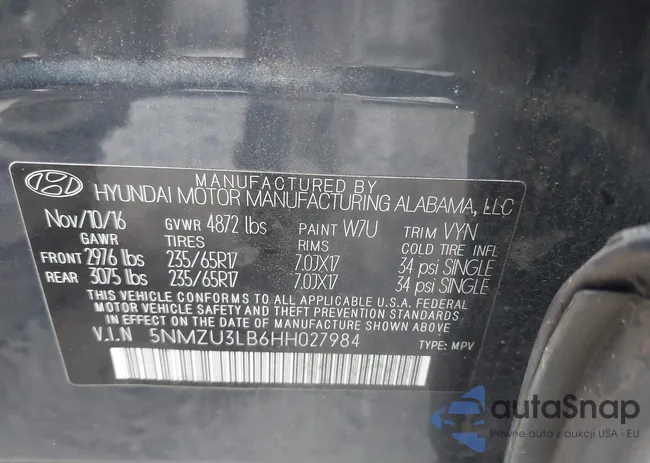 MANUFACTURED BY
HYUNDAI MOTOR MANUFACTURING ALABAMA, LLC
Nov/10/16 GVWR 4872 lbs PAINT W7U TRIM VYN
GAWR TIRES RIMS COLD TIRE INFL
FRONT 2976 lbs 235/65R17 7.0JX17 34 psi SINGLE
REAR 3075 lbs 235/65R17 7.0JX17 34 psi SINGLE
THIS VEHICLE CONFORMS TO ALL APPLICABLE U.S.A. FEDERAL
MOTOR VEHICLE SAFETY AND THEFT PREVENTION STANDARDS
IN EFFECT ON THE DATE OF MANUFACTURE SHOWN ABOVE
V.I.N 5NMZU3LB6HH027984 TYPE: MPV
autaSnap
Pewne auto z aukcji USA i EU